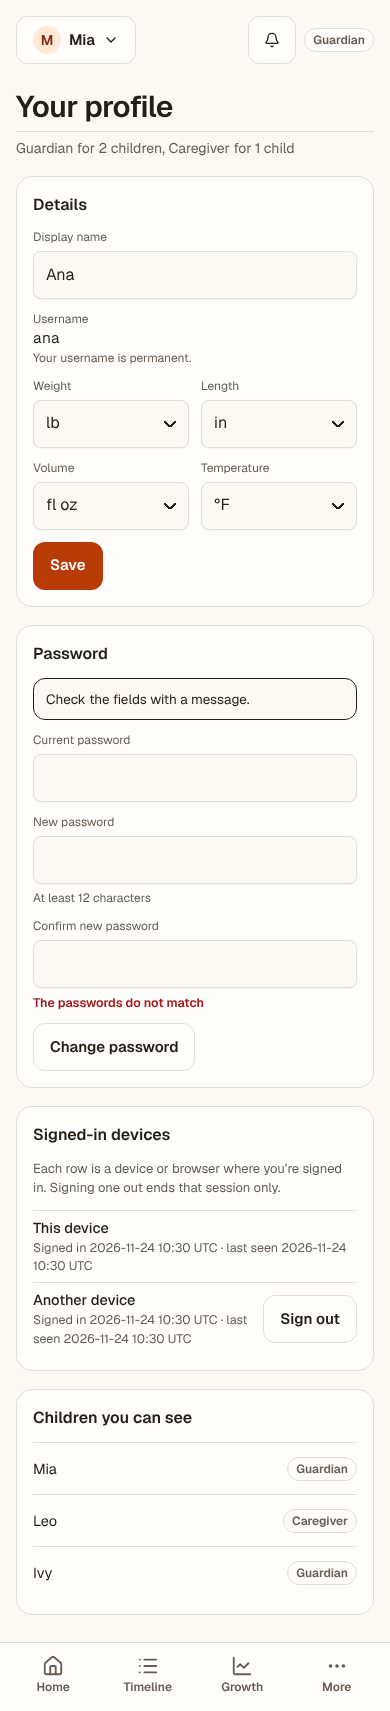 M Mia
Guardian
Your profile
Guardian for 2 children, Caregiver for 1 child
Details
Display name
Ana
Username
ana
Your username is permanent.
Weight Length
lb in
Volume Temperature
fl oz °F
Save
Password
Check the fields with a message.
Current password
New password
At least 12 characters
Confirm new password
The passwords do not match
Change password
Signed-in devices
Each row is a device or browser where you’re signed
in. Signing one out ends that session only.
This device
Signed in 2026-11-24 10:30 UTC · last seen 2026-11-24
10:30 UTC
Another device
Signed in 2026-11-24 10:30 UTC · last
seen 2026-11-24 10:30 UTC
Sign out
Children you can see
Mia Guardian
Leo Caregiver
Ivy Guardian
Home Timeline Growth More